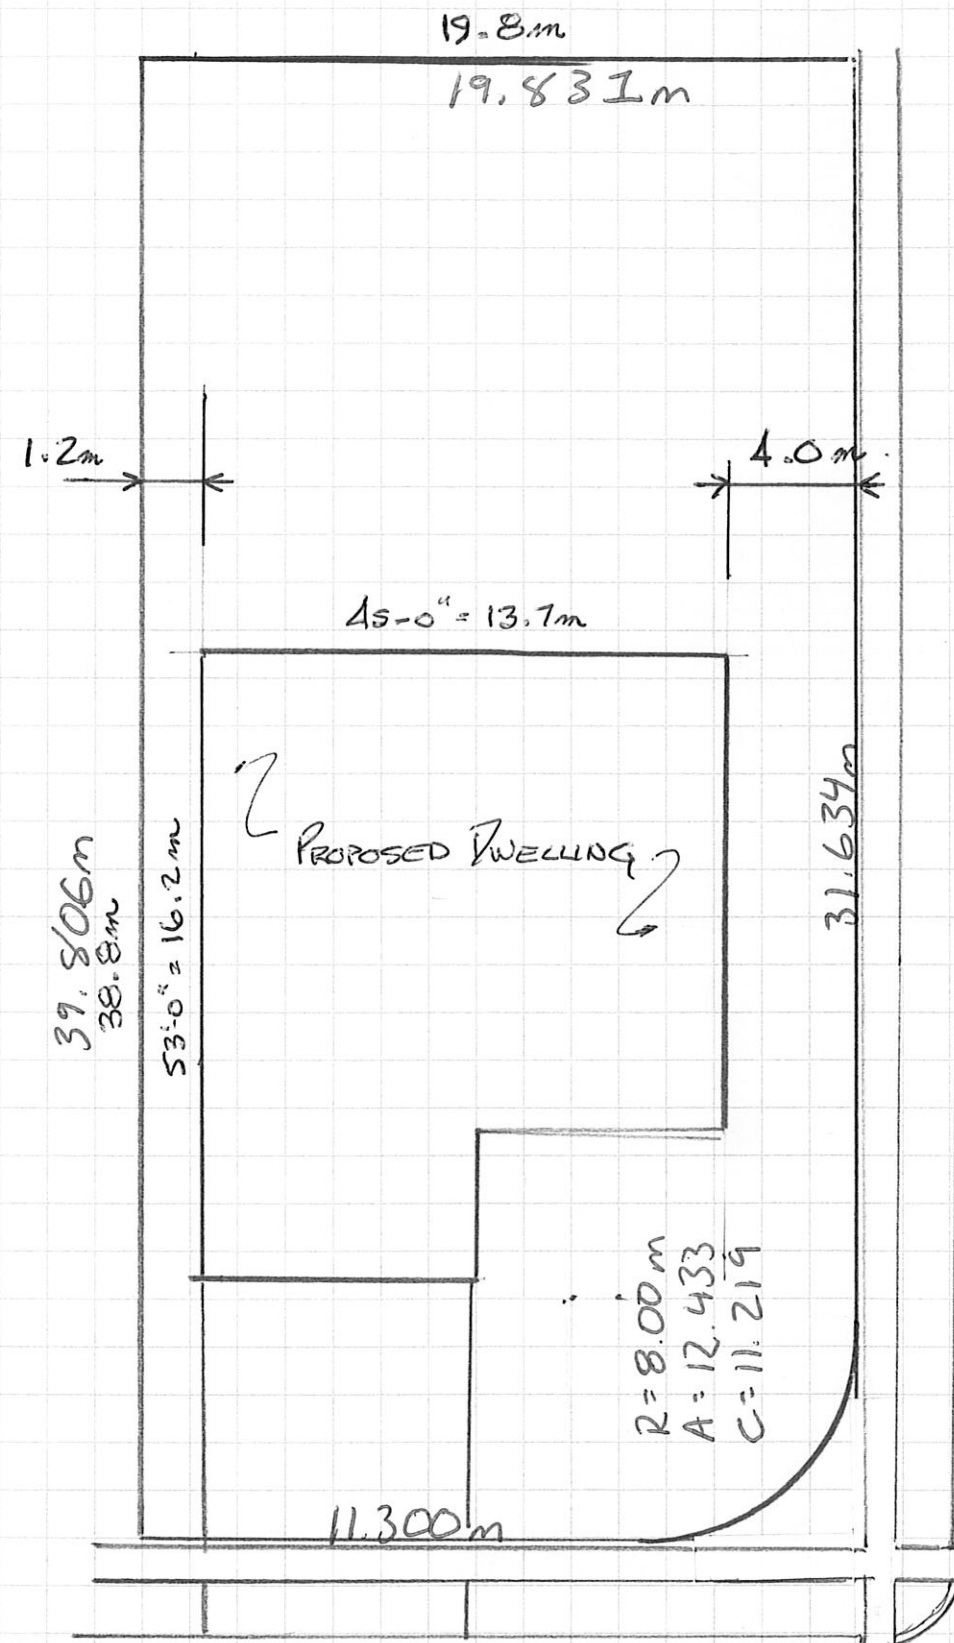 19.8m
19.831m
1.2m
4.0m
45-0" = 13.7m
PROPOSED DWELLING
39.806m
38.8m
53'-0" = 16.2m
31.634m
R=8.00m
A=12.433
C=11.219
11.300m